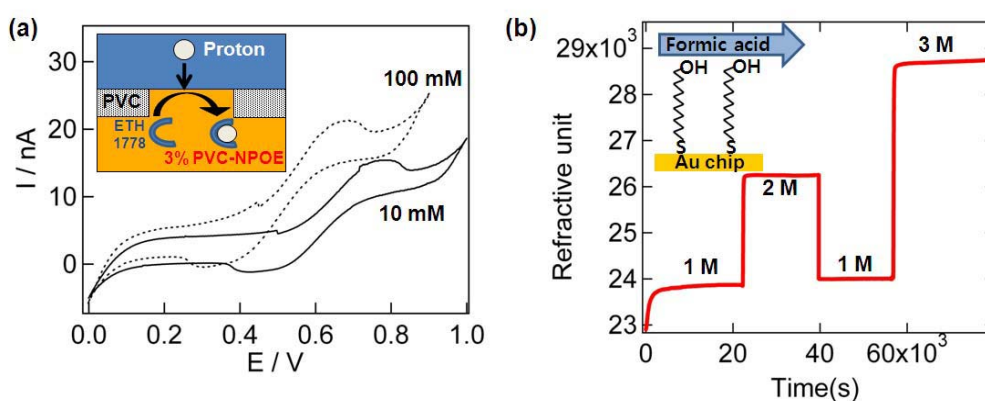 (a)
I / nA
30
20
10
0
0.0 0.2 0.4 0.6 0.8 1.0
E / V
Proton
PVC
ETH
1778
3% PVC-NPOE
100 mM
10 mM
(b)
Refractive unit
29x10³
28
27
26
25
24
23
0 20 40 60x10³
Time(s)
Formic acid
OH OH
S S
Au chip
1 M
2 M
1 M
3 M